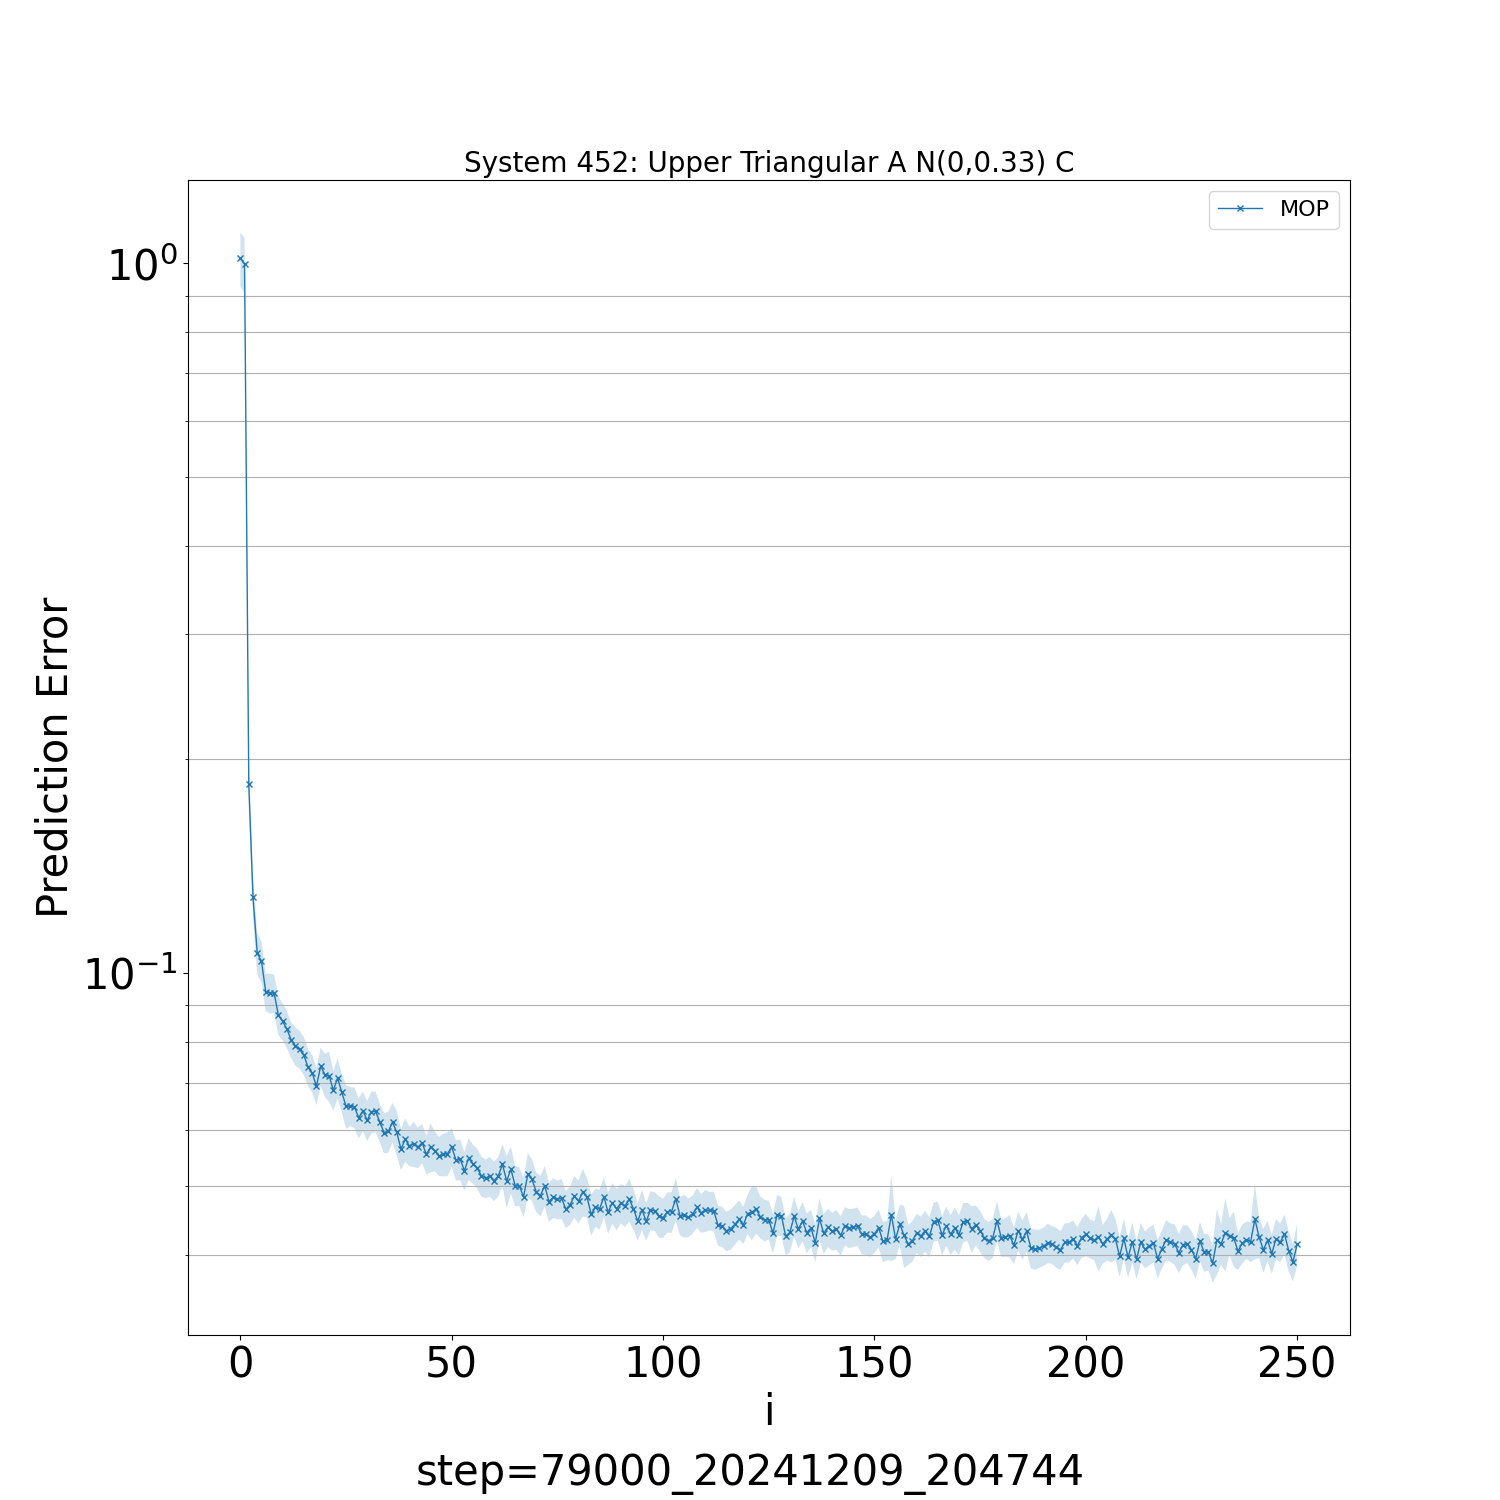 System 452: Upper Triangular A N(0,0.33) C
MOP
10⁰
10⁻¹
Prediction Error
0 50 100 150 200 250
i
step=79000_20241209_204744